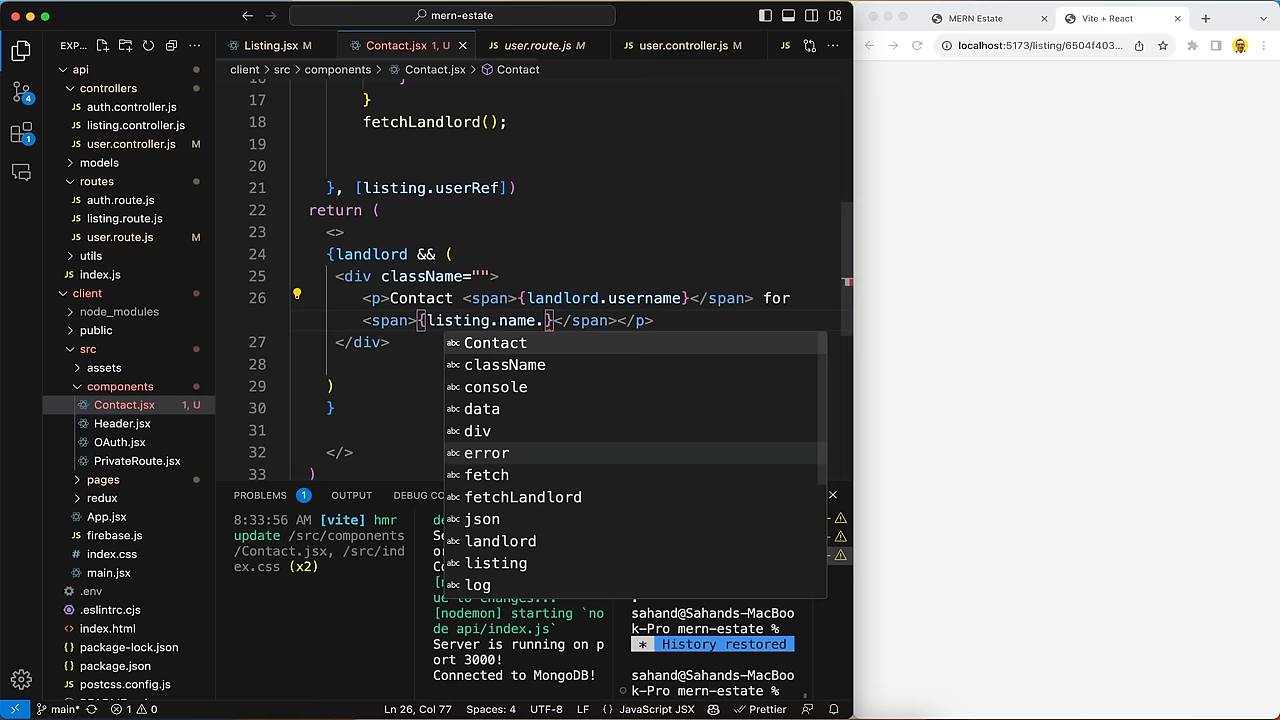 mern-estate
MERN Estate
Vite + React
localhost:5173/listing/6504f403...
EXP...
Listing.jsx M
Contact.jsx 1, U
user.route.js M
user.controller.js M
JS
client > src > components > Contact.jsx > Contact
api
controllers
auth.controller.js
listing.controller.js
user.controller.js M
models
routes
auth.route.js
listing.route.js
user.route.js M
utils
index.js
client
node_modules
public
src
assets
components
Contact.jsx 1, U
Header.jsx
OAuth.jsx
PrivateRoute.jsx
pages
redux
App.jsx
firebase.js
index.css
main.jsx
.env
.eslintrc.cjs
index.html
package-lock.json
package.json
postcss.config.js
17 }
18 fetchLandlord();
19
20
21 }, [listing.userRef])
22 return (
23 <>
24 {landlord && (
25 <div className="">
26 <p>Contact <span>{landlord.username}</span> for
<span>{listing.name.}</span></p>
27 </div>
28
29 )
30 }
31
32 </>
33 )
Contact
className
console
data
div
error
fetch
fetchLandlord
json
landlord
listing
log
PROBLEMS 1 OUTPUT DEBUG CO
8:33:56 AM [vite] hmr
update /src/components
/Contact.jsx, /src/ind
ex.css (x2)
[nodemon] starting `no
de api/index.js`
Server is running on p
ort 3000!
Connected to MongoDB!
sahand@Sahands-MacBoo
k-Pro mern-estate %
* History restored
sahand@Sahands-MacBoo
k-Pro mern-estate %
main* 1 0 Ln 26, Col 77 Spaces: 4 UTF-8 LF {} JavaScript JSX Prettier